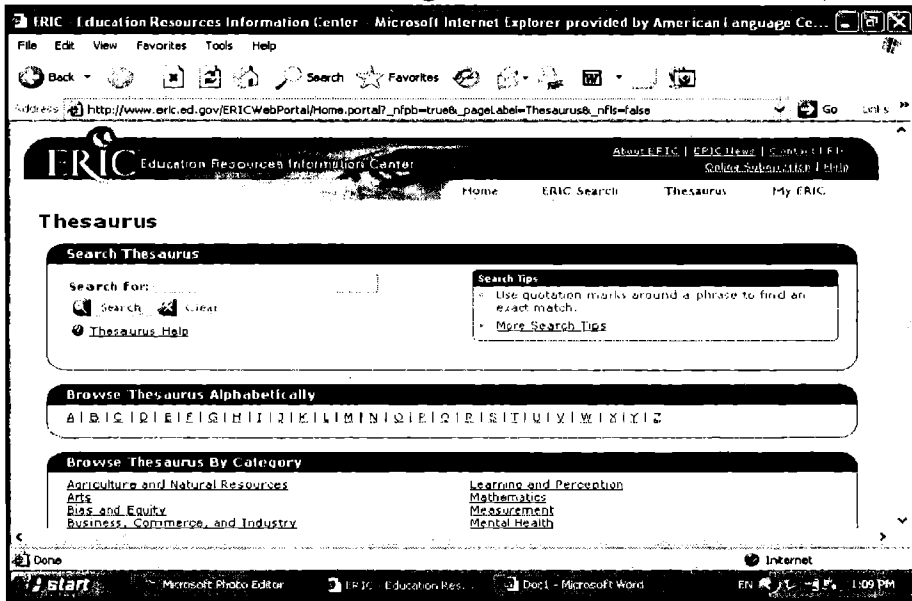 ERIC - Education Resources Information Center - Microsoft Internet Explorer provided by American Language Ce...
File Edit View Favorites Tools Help
Back Search Favorites
Address http://www.eric.ed.gov/ERICWebPortal/Home.portal?_nfpb=true&_pageLabel=Thesaurus&_nfls=false Go Links »
ERIC Education Resources Information Center
About ERIC | ERIC News | Contact
Online Submission | Help
Home ERIC Search Thesaurus My ERIC
Thesaurus
Search Thesaurus
Search For:
Search Clear
Thesaurus Help
Search Tips
Use quotation marks around a phrase to find an
exact match.
More Search Tips
Browse Thesaurus Alphabetically
A | B | C | D | E | F | G | H | I | J | K | L | M | N | O | P | Q | R | S | T | U | V | W | X | Y | Z
Browse Thesaurus By Category
Agriculture and Natural Resources
Arts
Bias and Equity
Business, Commerce, and Industry
Learning and Perception
Mathematics
Measurement
Mental Health
Done Internet
start Microsoft Photo Editor ERIC - Education Res... Doc1 - Microsoft Word EN 1:09 PM